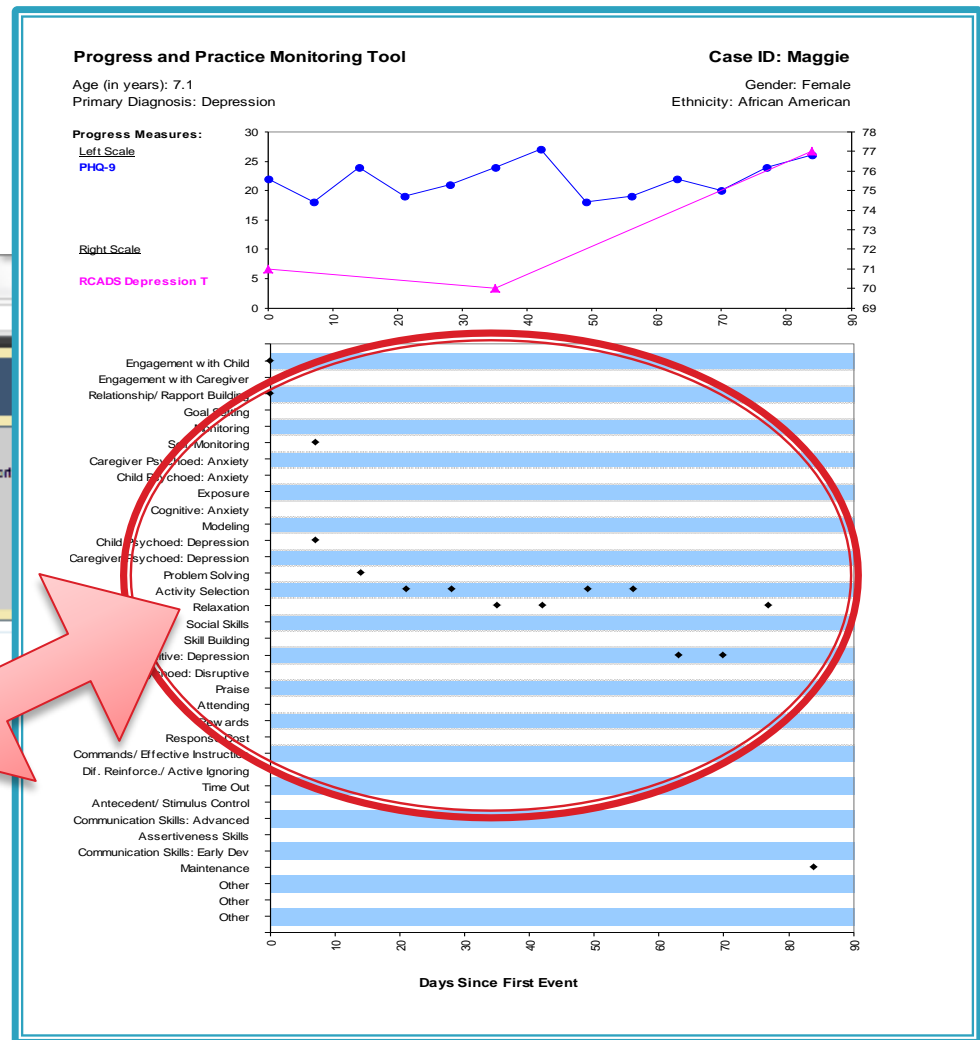 Progress and Practice Monitoring Tool
Case ID: Maggie
Age (in years): 7.1
Gender: Female
Primary Diagnosis: Depression
Ethnicity: African American
Progress Measures:
Left Scale
PHQ-9
Right Scale
RCADS Depression T
30
25
20
15
10
5
0
78
77
76
75
74
73
72
71
70
69
0 10 20 30 40 50 60 70 80 90
Engagement with Child
Engagement with Caregiver
Relationship/ Rapport Building
Goal Setting
Monitoring
Self Monitoring
Caregiver Psychoed: Anxiety
Child Psychoed: Anxiety
Exposure
Cognitive: Anxiety
Modeling
Child Psychoed: Depression
Caregiver Psychoed: Depression
Problem Solving
Activity Selection
Relaxation
Social Skills
Skill Building
Depression
Disruptive
Praise
Attending
Rewards
Response Cost
Commands/ Effective Instruction
Dif. Reinforce./ Active Ignoring
Time Out
Antecedent/ Stimulus Control
Communication Skills: Advanced
Assertiveness Skills
Communication Skills: Early Dev
Maintenance
Other
Other
Other
0 10 20 30 40 50 60 70 80 90
Days Since First Event